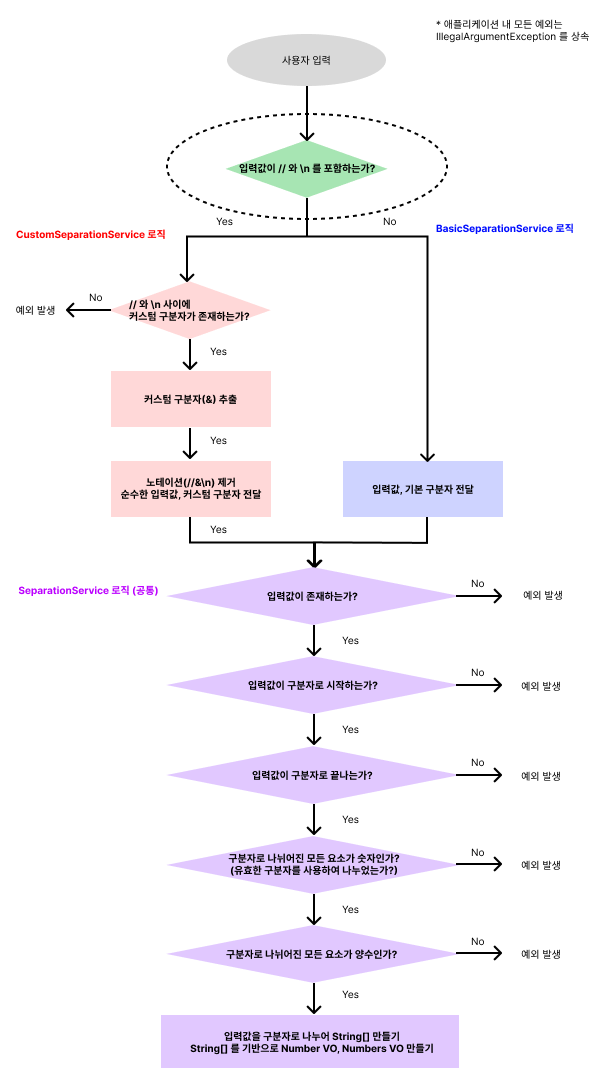 * 애플리케이션 내 모든 예외는
IllegalArgumentException 를 상속
사용자 입력
입력값이 // 와 \n 를 포함하는가?
Yes
No
CustomSeparationService 로직
BasicSeparationService 로직
// 와 \n 사이에
커스텀 구분자가 존재하는가?
No
예외 발생
Yes
커스텀 구분자(&) 추출
Yes
노테이션(//&\n) 제거
순수한 입력값, 커스텀 구분자 전달
입력값, 기본 구분자 전달
Yes
SeparationService 로직 (공통)
입력값이 존재하는가?
No
예외 발생
Yes
입력값이 구분자로 시작하는가?
No
예외 발생
Yes
입력값이 구분자로 끝나는가?
No
예외 발생
Yes
구분자로 나뉘어진 모든 요소가 숫자인가?
(유효한 구분자를 사용하여 나누었는가?)
No
예외 발생
Yes
구분자로 나뉘어진 모든 요소가 양수인가?
No
예외 발생
Yes
입력값을 구분자로 나누어 String[] 만들기
String[] 를 기반으로 Number VO, Numbers VO 만들기